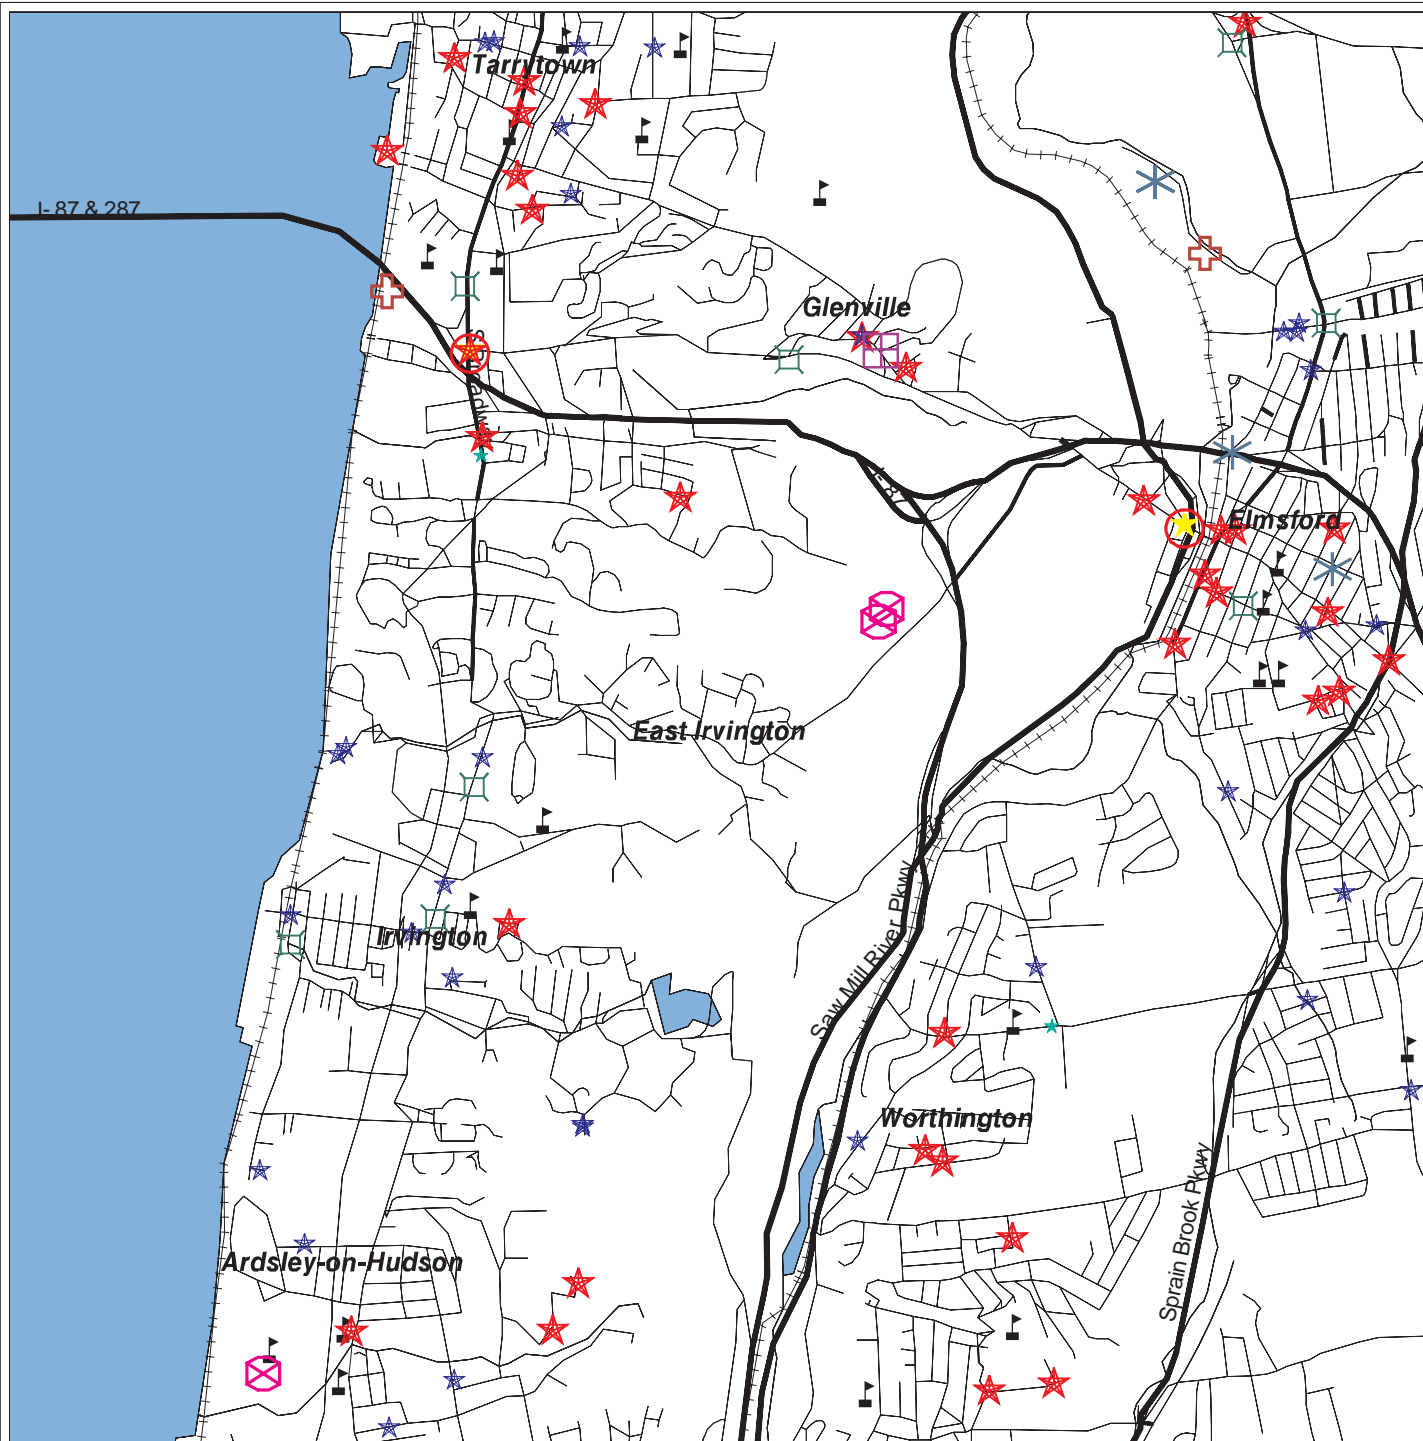 Tarrytown
I- 87 & 287
Glenville
I- 87
Elmsford
East Irvington
Saw Mill River Pkwy
Irvington
Worthington
Sprain Brook Pkwy
Ardsley-on-Hudson